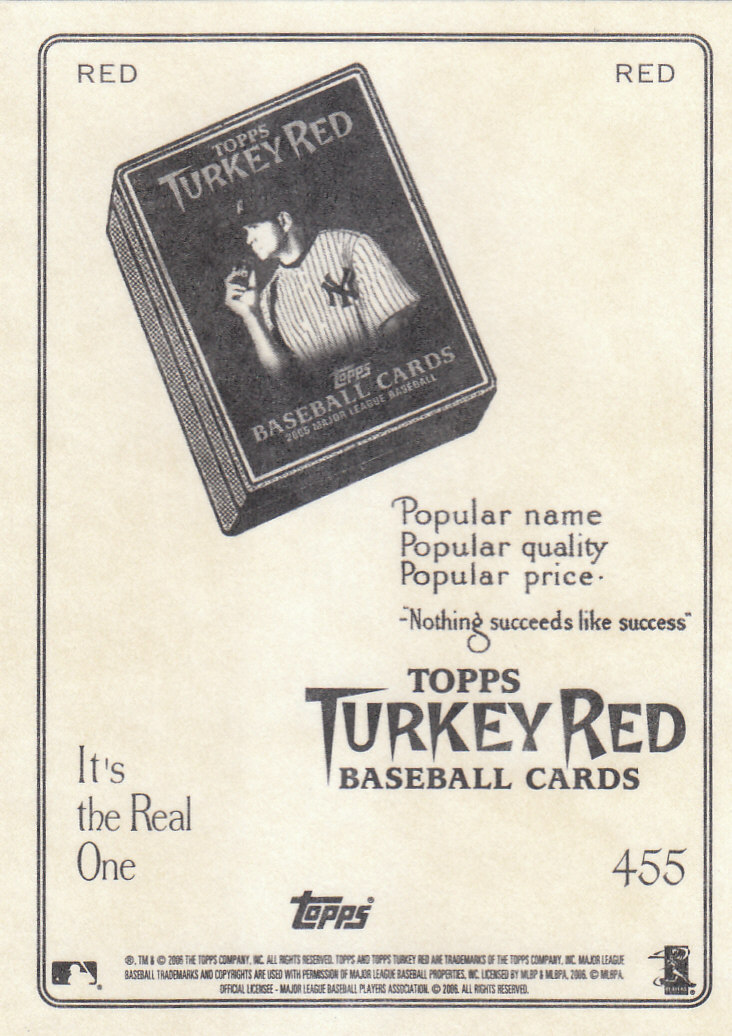 RED RED
TOPPS
TURKEY RED
NY
TOPPS
BASEBALL CARDS
2005 MAJOR LEAGUE BASEBALL
Popular name
Popular quality
Popular price.
-"Nothing succeeds like success"
TOPPS
TURKEY RED
BASEBALL CARDS
It's
the Real
One
455
TOPPS®
®, TM & © 2006 THE TOPPS COMPANY, INC. ALL RIGHTS RESERVED. TOPPS AND TOPPS TURKEY RED ARE TRADEMARKS OF THE TOPPS COMPANY, INC. MAJOR LEAGUE
BASEBALL TRADEMARKS AND COPYRIGHTS ARE USED WITH PERMISSION OF MAJOR LEAGUE BASEBALL PROPERTIES, INC. LICENSED BY MLBP & MLBPA, 2006. © MLBPA.
OFFICIAL LICENSEE - MAJOR LEAGUE BASEBALL PLAYERS ASSOCIATION. © 2006. ALL RIGHTS RESERVED.